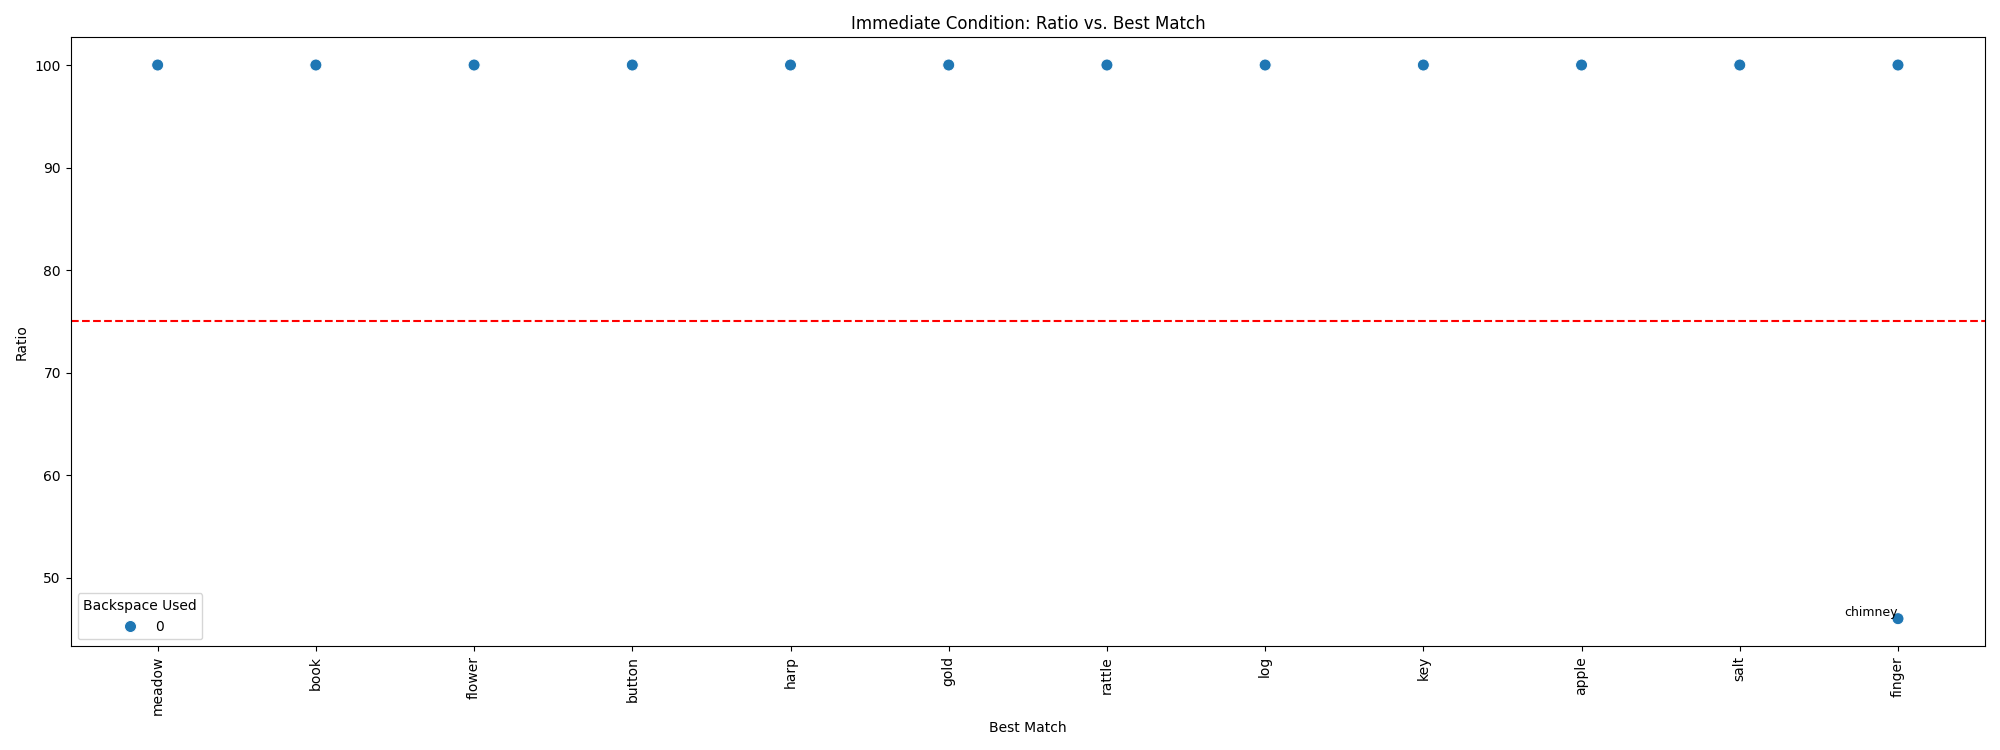 Immediate Condition: Ratio vs. Best Match
100
90
80
70
60
50
Ratio
Backspace Used
0
chimney
meadow
book
flower
button
harp
gold
rattle
log
key
apple
salt
finger
Best Match